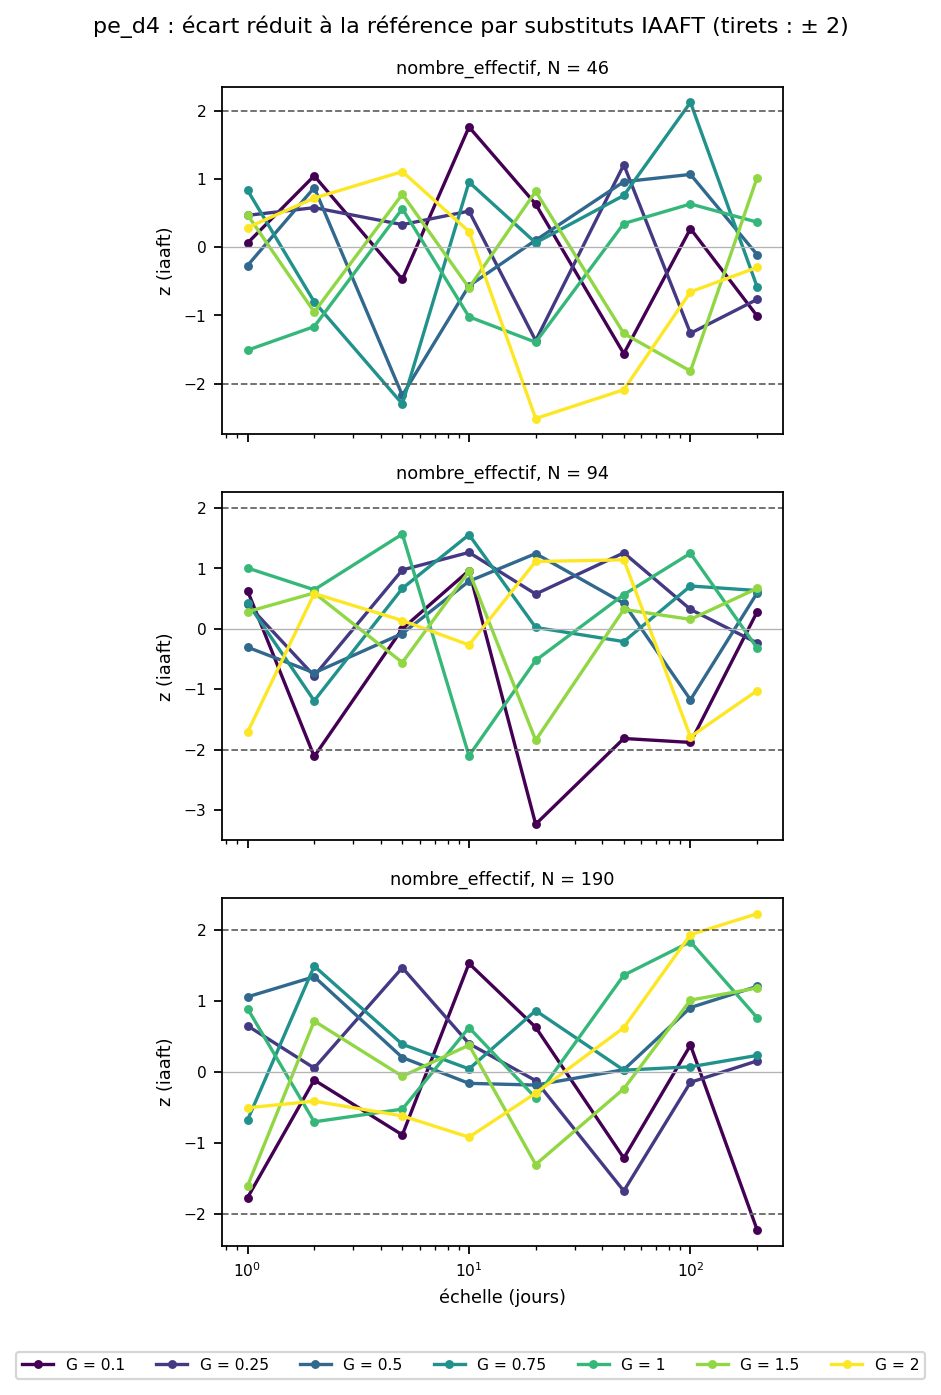 pe_d4 : écart réduit à la référence par substituts IAAFT (tirets : ± 2)
nombre_effectif, N = 46
2
1
0
−1
−2
z (iaaft)
nombre_effectif, N = 94
2
1
0
−1
−2
−3
z (iaaft)
nombre_effectif, N = 190
2
1
0
−1
−2
z (iaaft)
10⁰ 10¹ 10²
échelle (jours)
G = 0.1 G = 0.25 G = 0.5 G = 0.75 G = 1 G = 1.5 G = 2